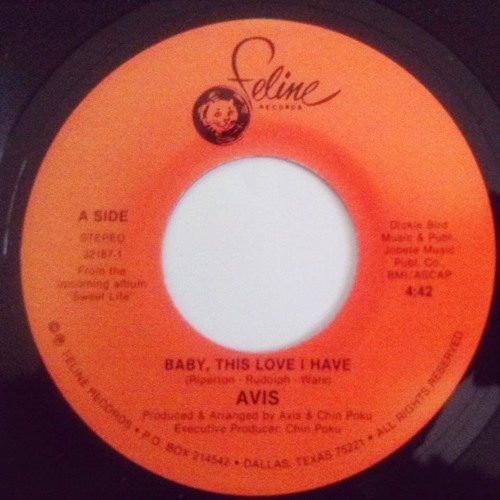 Feline
RECORDS
A SIDE
STEREO
32187-1
From the
upcoming album
"Sweet Life"
Dickie Bird
Music & Publ.
Jobete Music
Publ. Co.
BMI/ASCAP
4:42
BABY, THIS LOVE I HAVE
(Riperton - Rudolph - Ware)
AVIS
Produced & Arranged by Avis & Chin Poku
Executive Producer: Chin Poku
© ℗ FELINE RECORDS • P.O. BOX 214542 • DALLAS, TEXAS 75221 • ALL RIGHTS RESERVED